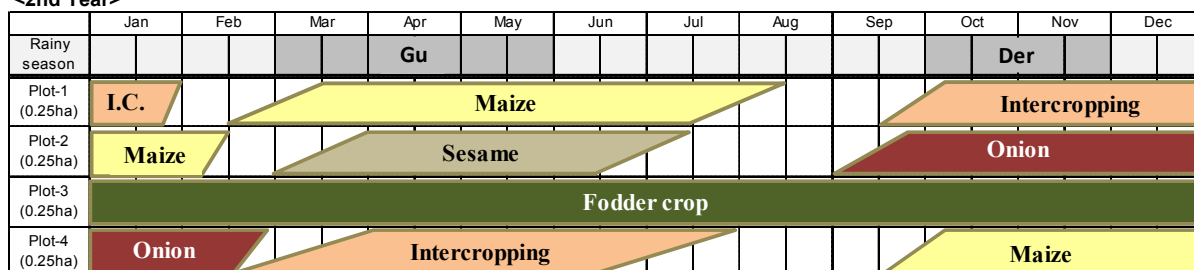 <2nd Year>
Jan Feb Mar Apr May Jun Jul Aug Sep Oct Nov Dec
Rainy
season
Gu Der
Plot-1
(0.25ha)
I.C. Maize Intercropping
Plot-2
(0.25ha)
Maize Sesame Onion
Plot-3
(0.25ha)
Fodder crop
Plot-4
(0.25ha)
Onion Intercropping Maize